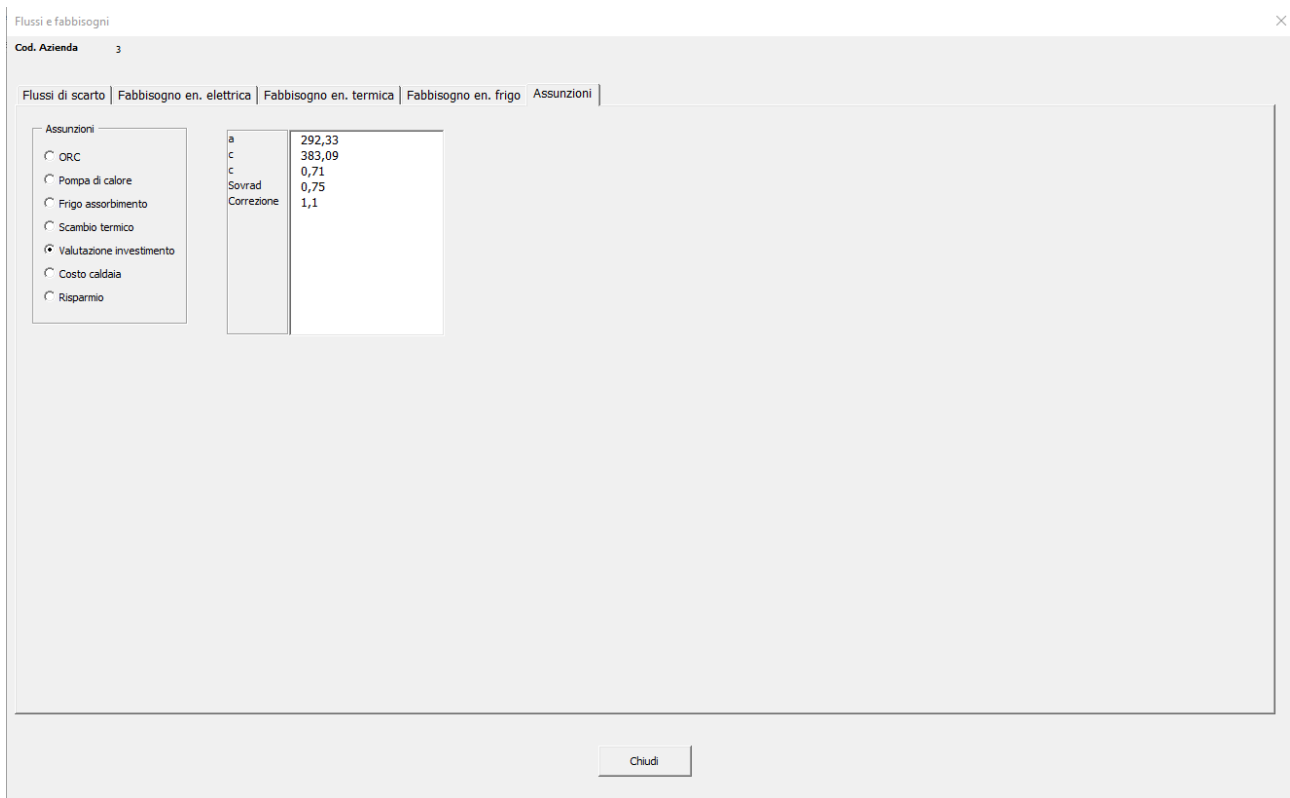 Flussi e fabbisogni
Cod. Azienda 3
Flussi di scarto Fabbisogno en. elettrica Fabbisogno en. termica Fabbisogno en. frigo Assunzioni
Assunzioni
ORC
Pompa di calore
Frigo assorbimento
Scambio termico
Valutazione investimento
Costo caldaia
Risparmio
a 292,33
c 383,09
c 0,71
Sovrad 0,75
Correzione 1,1
Chiudi